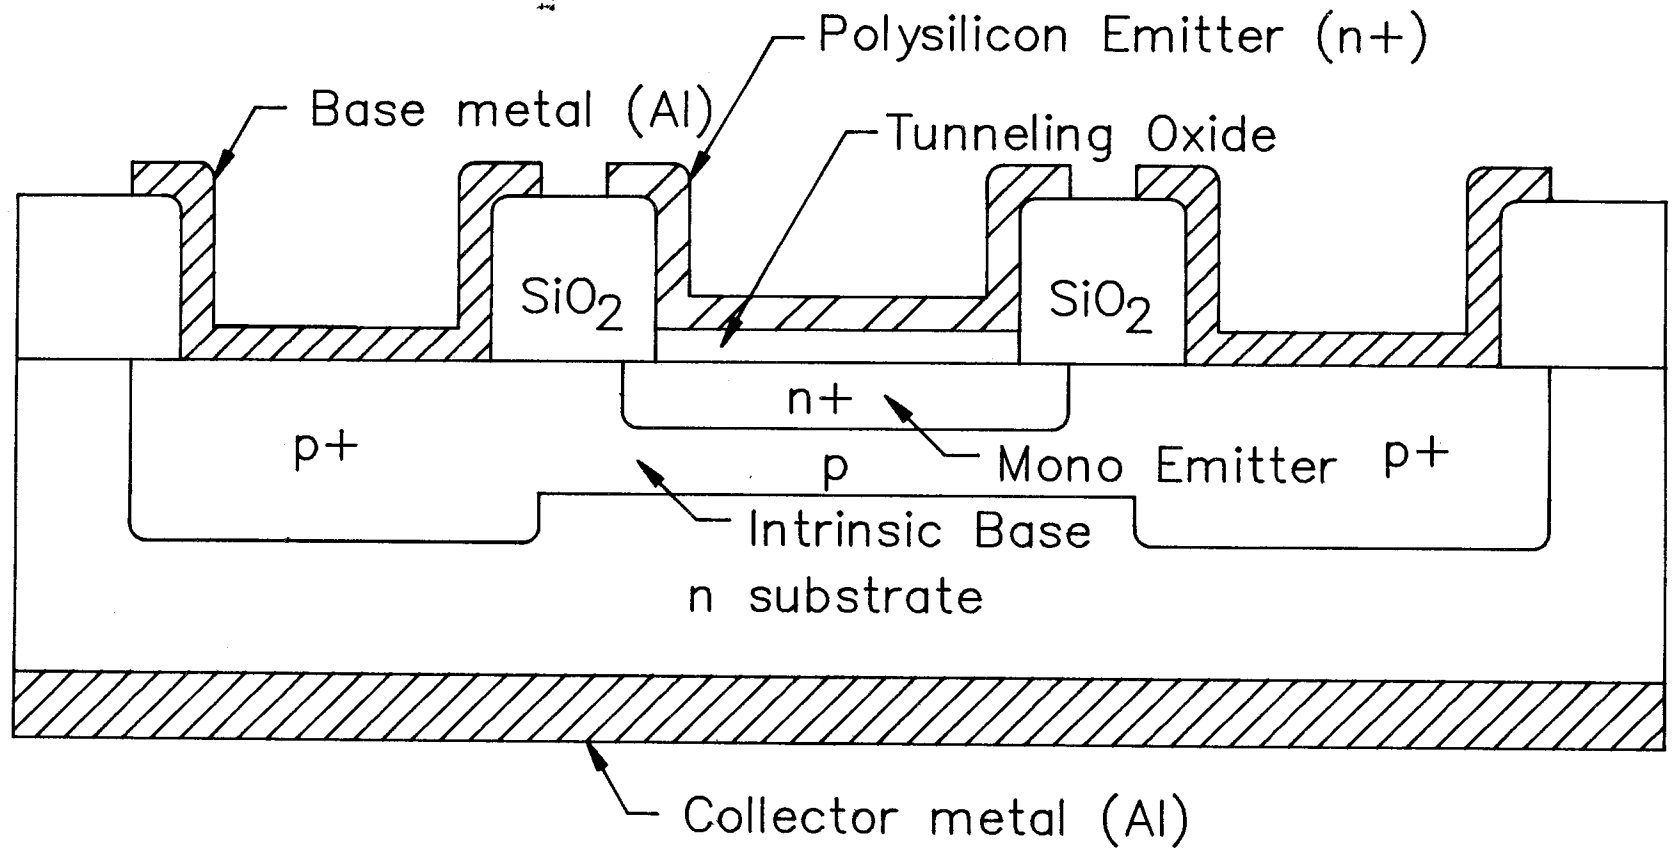 Polysilicon Emitter (n+)
Base metal (Al)
Tunneling Oxide
SiO2
SiO2
n+
p+
p
Mono Emitter
p+
Intrinsic Base
n substrate
Collector metal (Al)